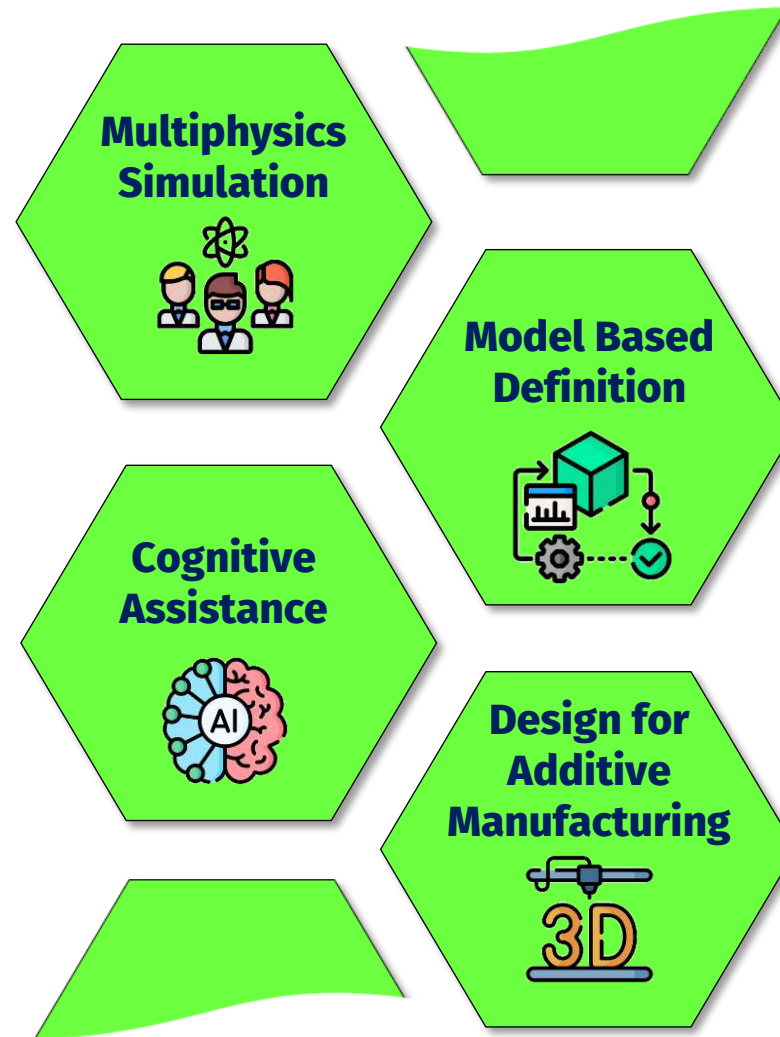 Multiphysics
Simulation
Model Based
Definition
Cognitive
Assistance
AI
Design for
Additive
Manufacturing
3D